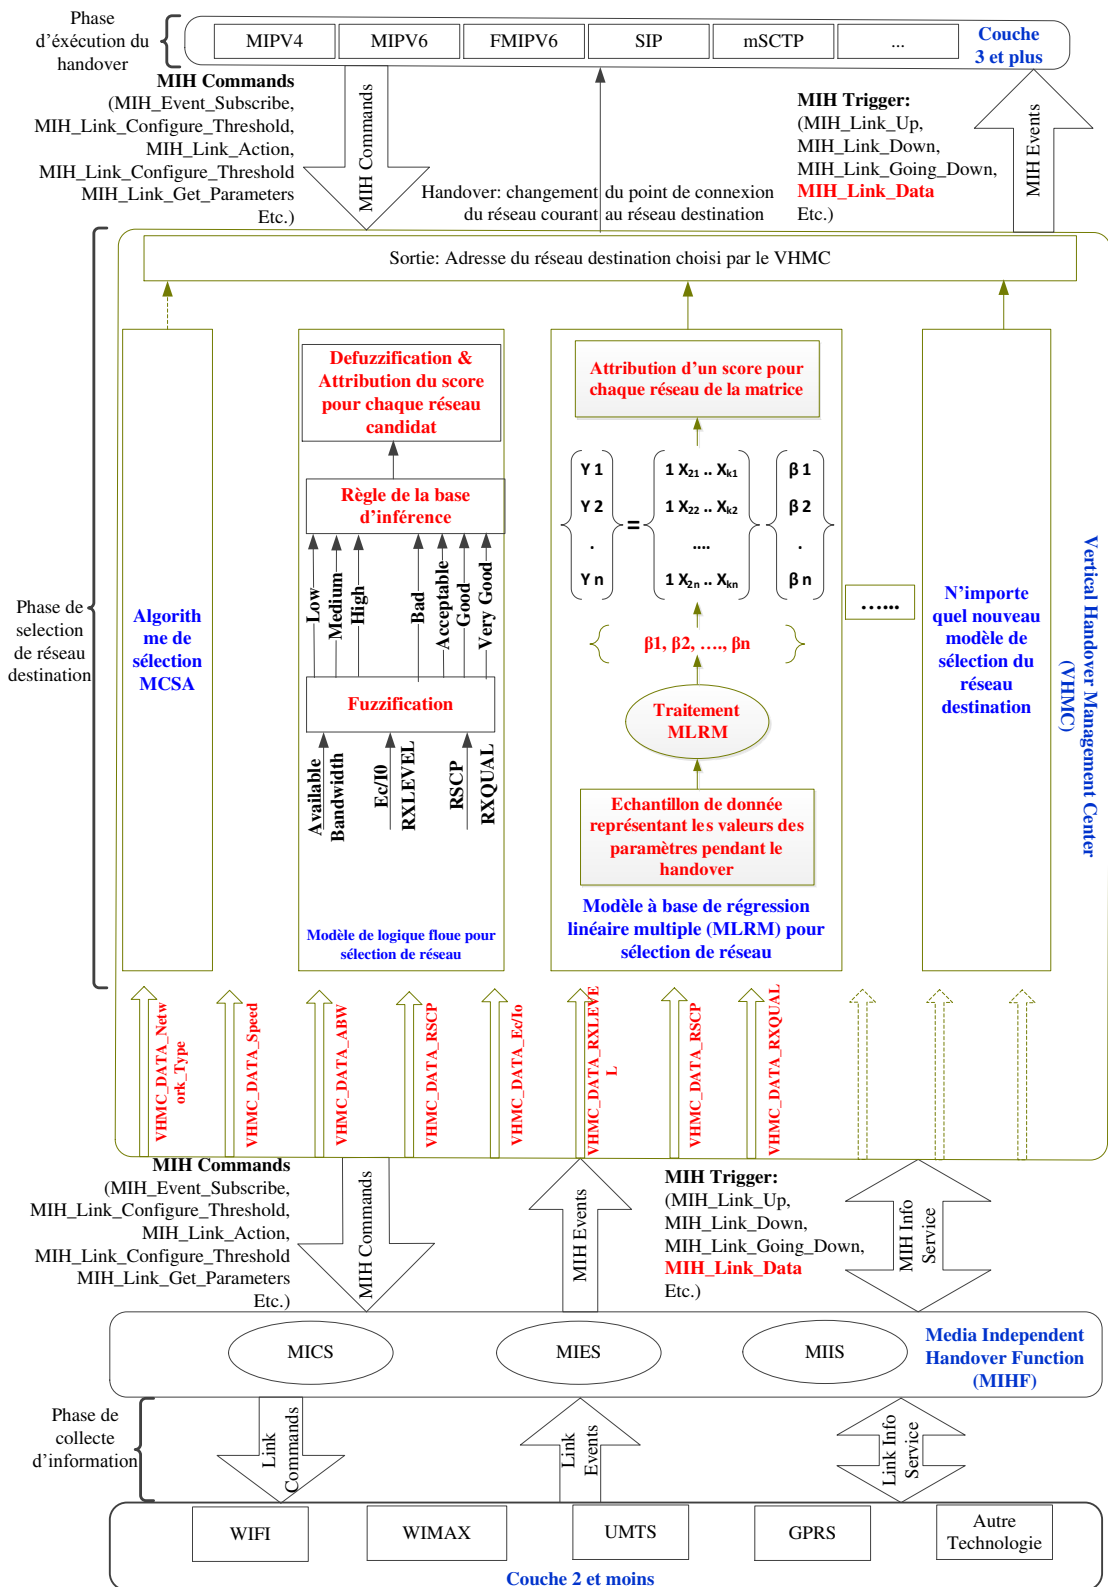 Phase
d'éxécution du
handover
MIPV4
MIPV6
FMIPV6
SIP
mSCTP
...
Couche
3 et plus
MIH Commands
(MIH_Event_Subscribe,
MIH_Link_Configure_Threshold,
MIH_Link_Action,
MIH_Link_Configure_Threshold
MIH_Link_Get_Parameters
Etc.)
MIH Commands
Handover: changement du point de connexion
du réseau courant au réseau destination
MIH Trigger:
(MIH_Link_Up,
MIH_Link_Down,
MIH_Link_Going_Down,
MIH_Link_Data
Etc.)
MIH Events
Sortie: Adresse du réseau destination choisi par le VHMC
Phase de
selection
de réseau
destination
Algorith
me de
sélection
MCSA
Defuzzification &
Attribution du score
pour chaque réseau
candidat
Règle de la base
d'inférence
Low
Medium
High
Bad
Acceptable
Good
Very Good
Fuzzification
Available
Bandwidth
Ec/I0
RXLEVEL
RSCP
RXQUAL
Modèle de logique floue pour
sélection de réseau
Attribution d'un score pour
chaque réseau de la matrice
Y 1
Y 2
.
Y n
=
1 X21 .. Xk1
1 X22 .. Xk2
....
1 X2n .. Xkn
β 1
β 2
.
β n
β1, β2, …., βn
Traitement
MLRM
Echantillon de donnée
représentant les valeurs des
paramètres pendant le
handover
Modèle à base de régression
linéaire multiple (MLRM) pour
sélection de réseau
…...
N'importe
quel nouveau
modèle de
sélection du
réseau
destination
Vertical Handover Management Center
(VHMC)
VHMC_DATA_Netw
ork_Type
VHMC_DATA_Speed
VHMC_DATA_ABW
VHMC_DATA_RSCP
VHMC_DATA_Ec/Io
VHMC_DATA_RXLEVE
L
VHMC_DATA_RSCP
VHMC_DATA_RXQUAL
MIH Commands
(MIH_Event_Subscribe,
MIH_Link_Configure_Threshold,
MIH_Link_Action,
MIH_Link_Configure_Threshold
MIH_Link_Get_Parameters
Etc.)
MIH Commands
MIH Events
MIH Trigger:
(MIH_Link_Up,
MIH_Link_Down,
MIH_Link_Going_Down,
MIH_Link_Data
Etc.)
MIH Info
Service
MICS
MIES
MIIS
Media Independent
Handover Function
(MIHF)
Phase de
collecte
d'information
Link
Commands
Link
Events
Link Info
Service
WIFI
WIMAX
UMTS
GPRS
Autre
Technologie
Couche 2 et moins